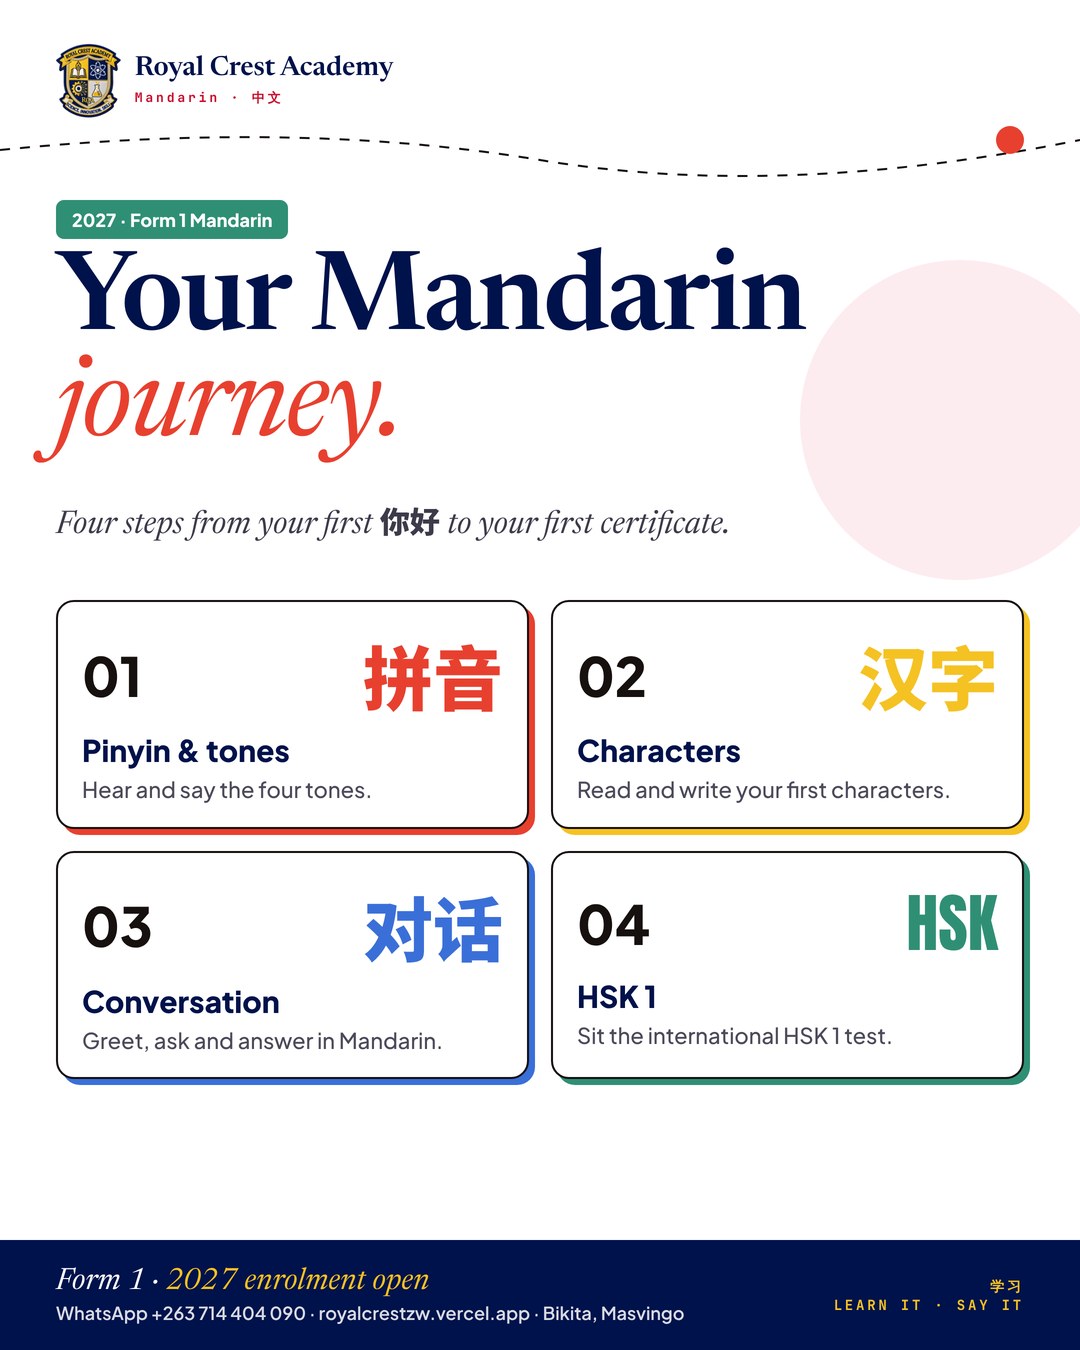 ROYAL CREST ACADEMY
Royal Crest Academy
Mandarin · 中文
2027 · Form 1 Mandarin
Your Mandarin
journey.
Four steps from your first 你好 to your first certificate.
01
拼音
Pinyin & tones
Hear and say the four tones.
02
汉字
Characters
Read and write your first characters.
03
对话
Conversation
Greet, ask and answer in Mandarin.
04
HSK
HSK 1
Sit the international HSK 1 test.
Form 1 · 2027 enrolment open
WhatsApp +263 714 404 090 · royalcrestzw.vercel.app · Bikita, Masvingo
学习
LEARN IT · SAY IT